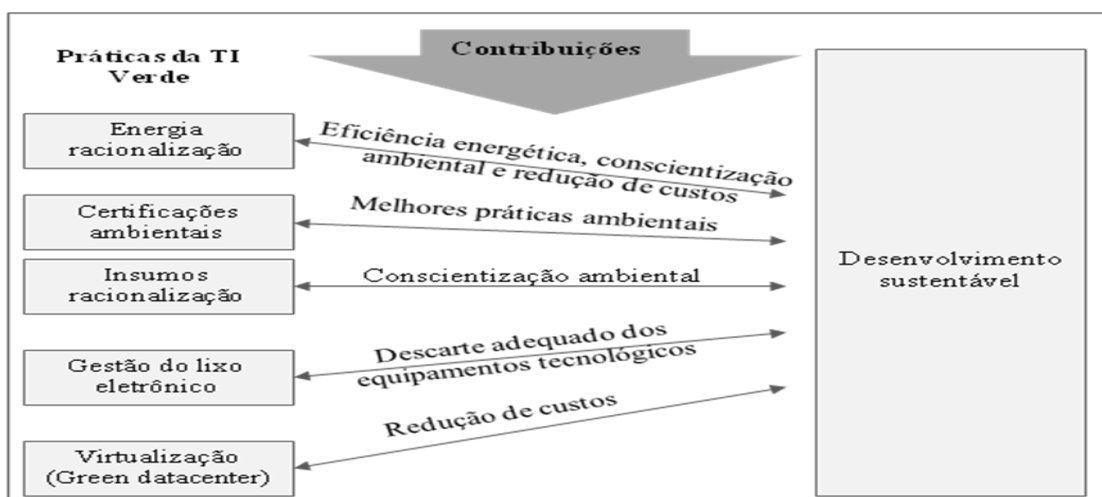 Práticas da TI
Verde
Contribuições
Energia
racionalização
Eficiência energética, conscientização
ambiental e redução de custos
Certificações
ambientais
Melhores práticas ambientais
Insumos
racionalização
Conscientização ambiental
Gestão do lixo
eletrônico
Descarte adequado dos
equipamentos tecnológicos
Virtualização
(Green datacenter)
Redução de custos
Desenvolvimento
sustentável